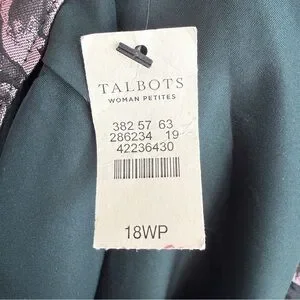 TALBOTS
WOMAN PETITES
382 57 63
286234 19
42236430
18WP